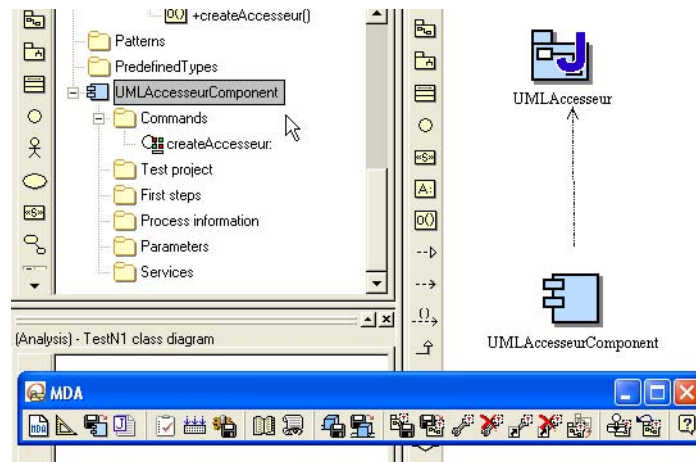 +createAccesseur()
Patterns
PredefinedTypes
UMLAccesseurComponent
Commands
createAccesseur:
Test project
First steps
Process information
Parameters
Services
(Analysis) - TestN1 class diagram
«S»
«S»
A:
o()
UMLAccesseur
UMLAccesseurComponent
MDA
MDA